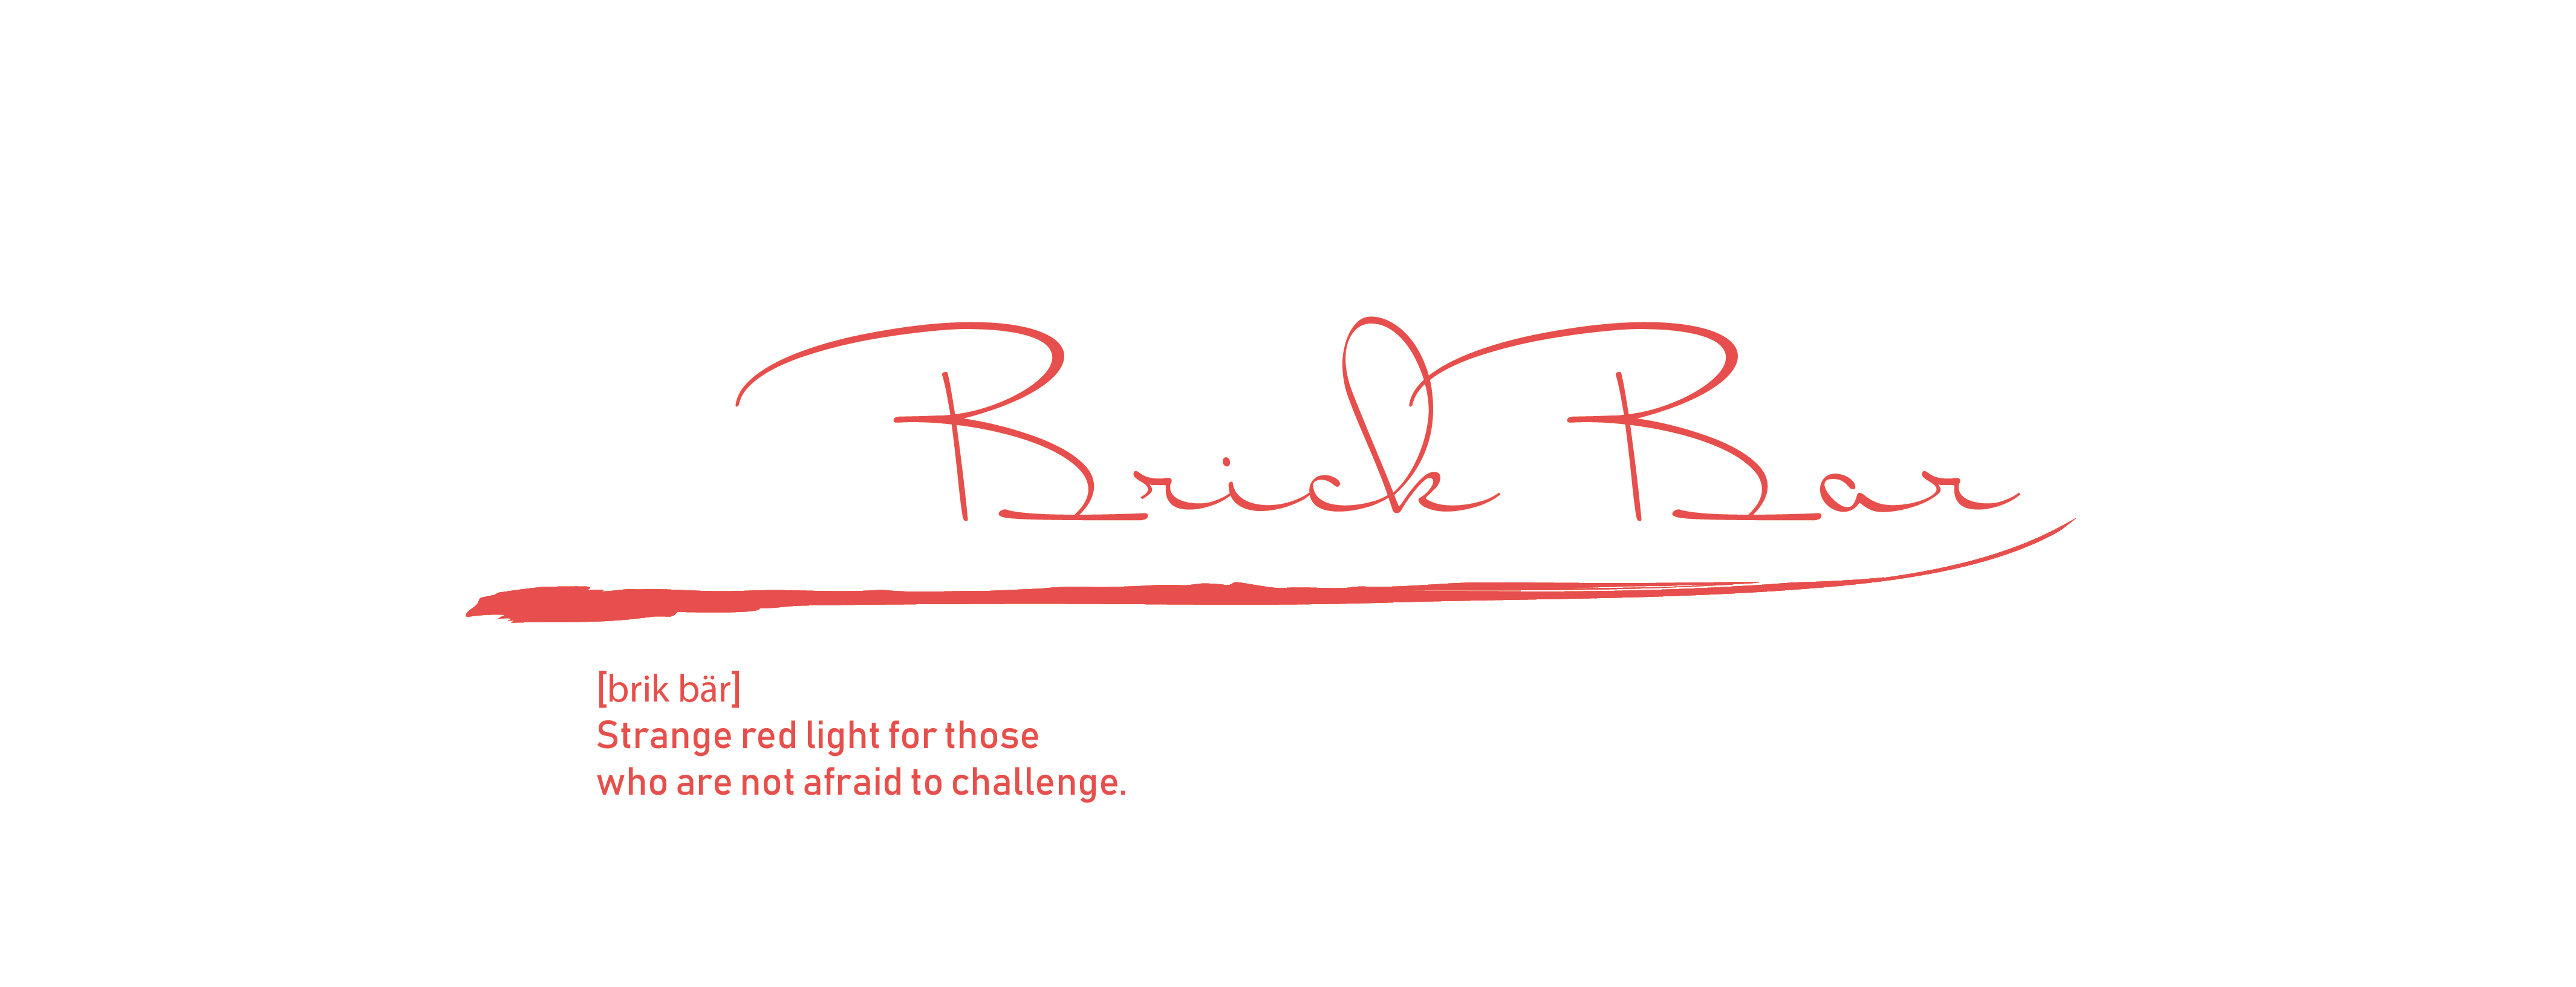 Brick Bar
[brik bär]
Strange red light for those
who are not afraid to challenge.